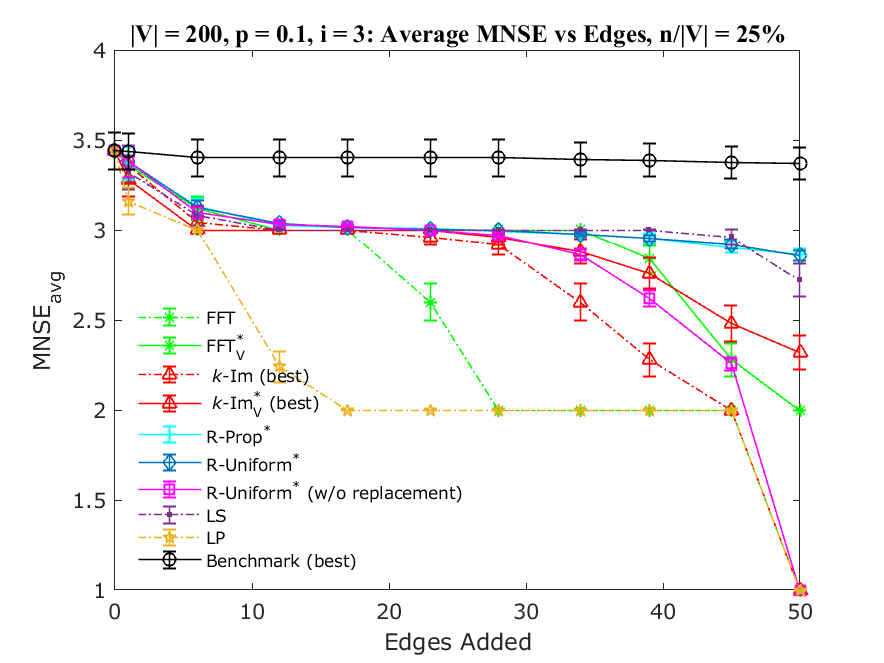 |V| = 200, p = 0.1, i = 3: Average MNSE vs Edges, n/|V| = 25%
4
3.5
3
2.5
2
1.5
1
MNSE_avg
FFT
FFT*_V
k-Im (best)
k-Im*_V (best)
R-Prop*
R-Uniform*
R-Uniform* (w/o replacement)
LS
LP
Benchmark (best)
0 10 20 30 40 50
Edges Added